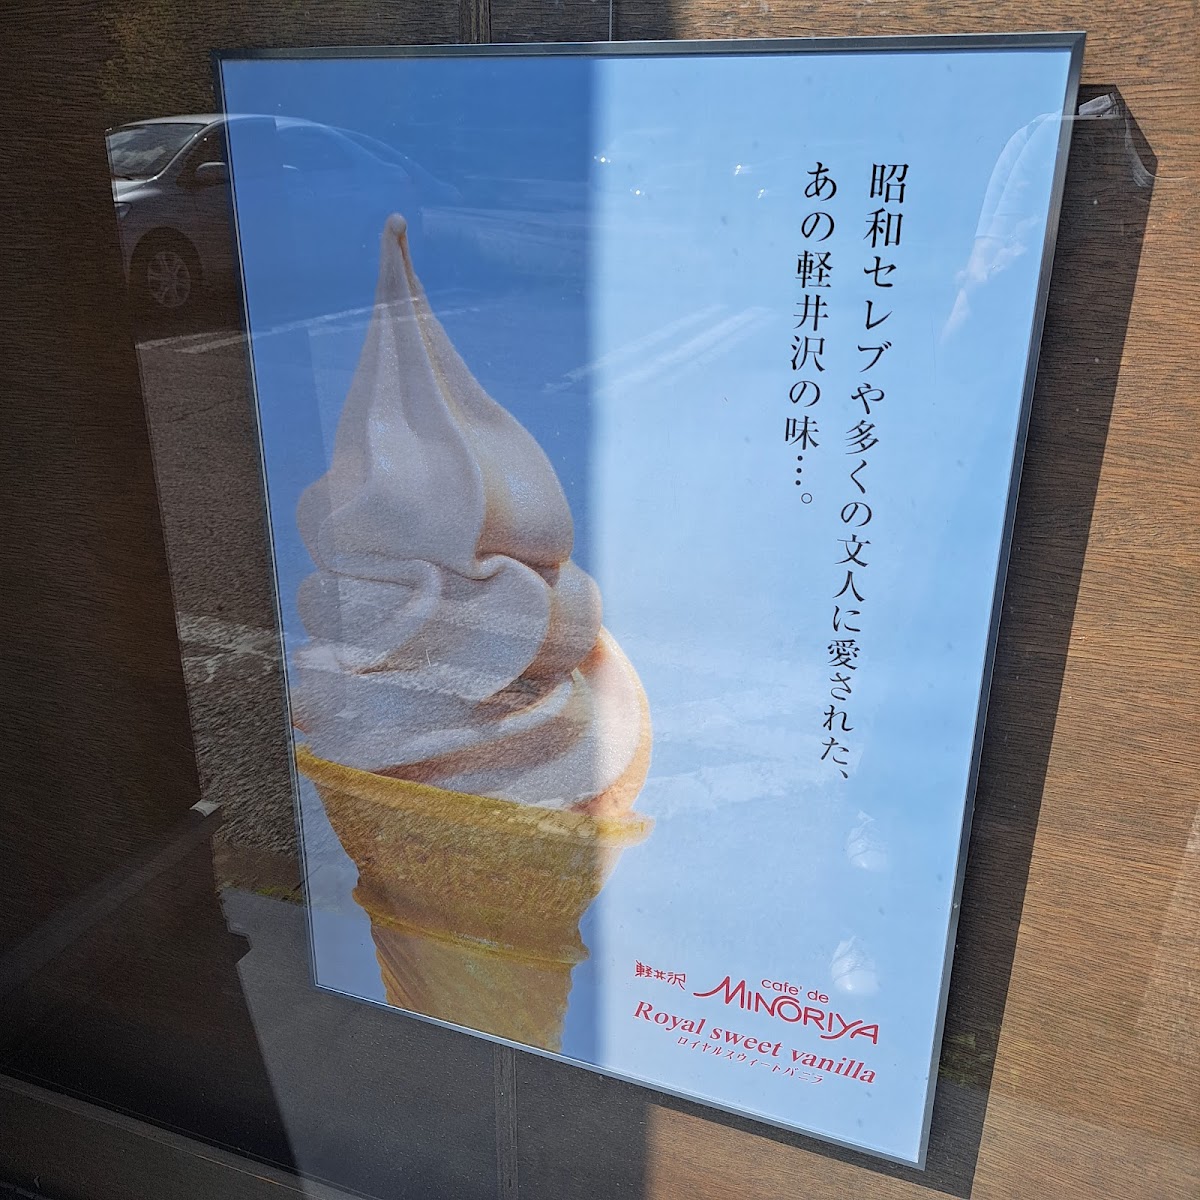 昭和セレブや多くの文人に愛された、
あの軽井沢の味…。
軽井沢
cafe' de
MINORIYA
Royal sweet vanilla
ロイヤルスウィートバニラ